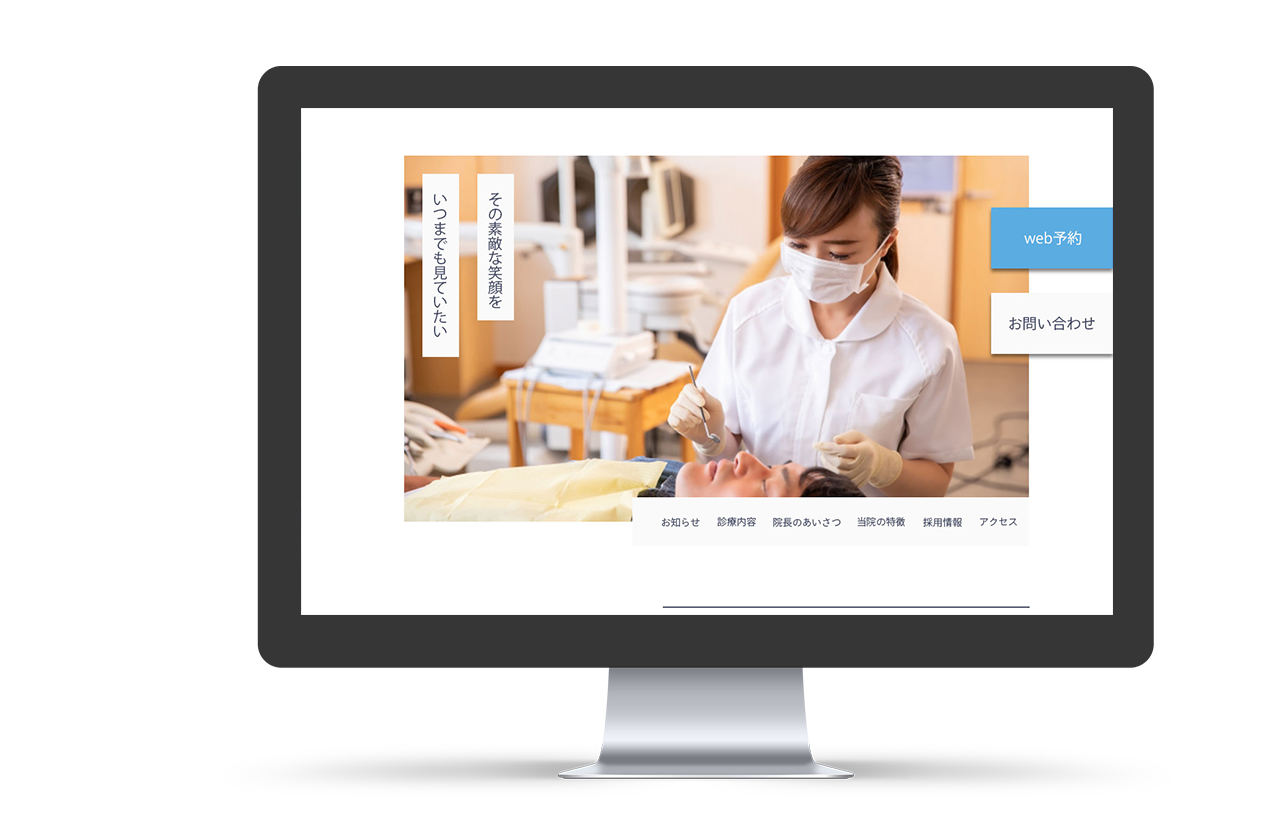 その素敵な笑顔を
いつまでも見ていたい
web予約
お問い合わせ
お知らせ 診療内容 院長のあいさつ 当院の特徴 採用情報 アクセス